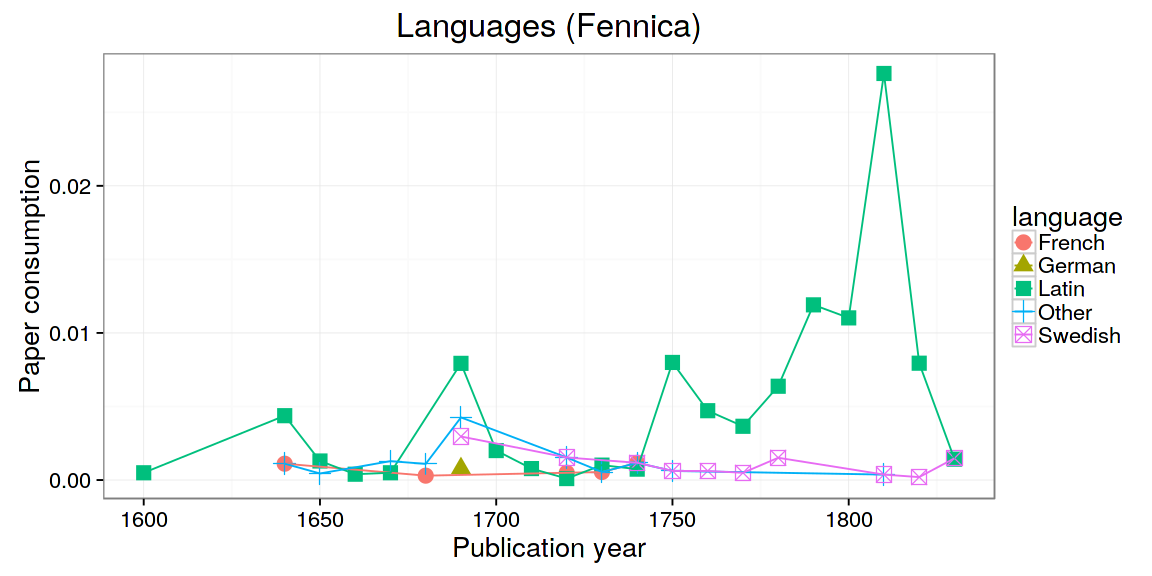 Languages (Fennica)
Paper consumption
0.02
0.01
0.00
1600 1650 1700 1750 1800
Publication year
language
French
German
Latin
Other
Swedish